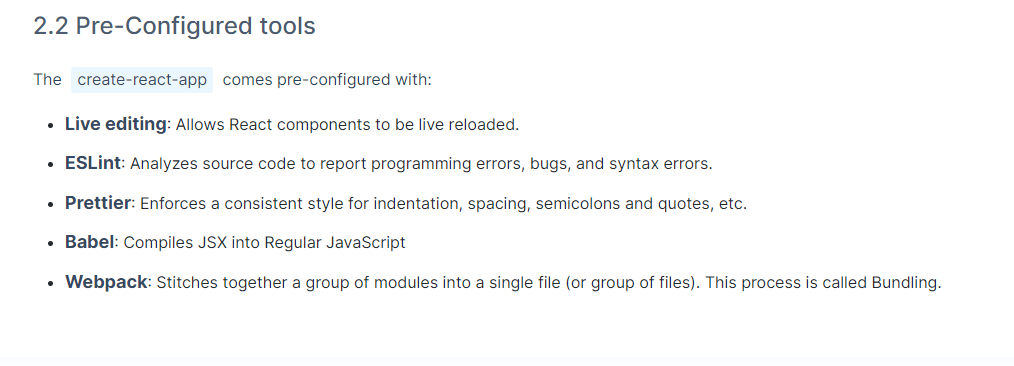 2.2 Pre-Configured tools
The create-react-app comes pre-configured with:
• Live editing: Allows React components to be live reloaded.
• ESLint: Analyzes source code to report programming errors, bugs, and syntax errors.
• Prettier: Enforces a consistent style for indentation, spacing, semicolons and quotes, etc.
• Babel: Compiles JSX into Regular JavaScript
• Webpack: Stitches together a group of modules into a single file (or group of files). This process is called Bundling.